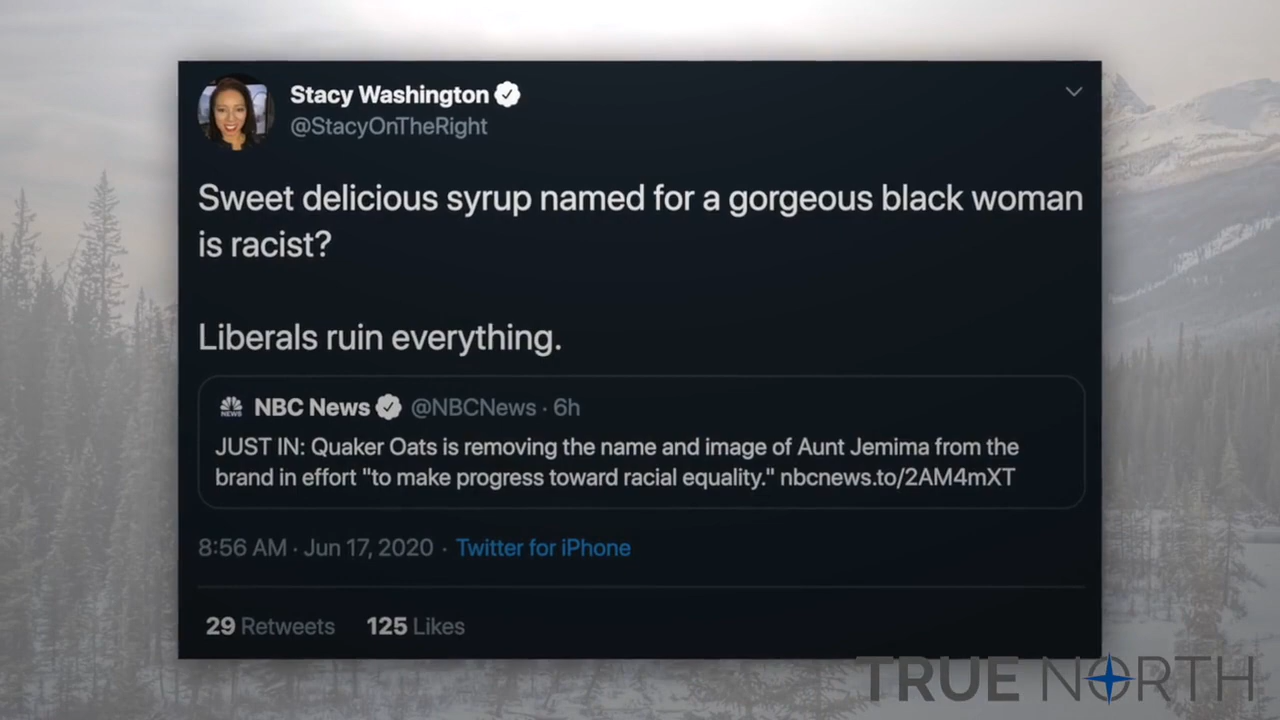 Stacy Washington
@StacyOnTheRight
Sweet delicious syrup named for a gorgeous black woman
is racist?
Liberals ruin everything.
NEWS NBC News @NBCNews · 6h
JUST IN: Quaker Oats is removing the name and image of Aunt Jemima from the
brand in effort "to make progress toward racial equality." nbcnews.to/2AM4mXT
8:56 AM · Jun 17, 2020 · Twitter for iPhone
29 Retweets 125 Likes
TRUE NORTH